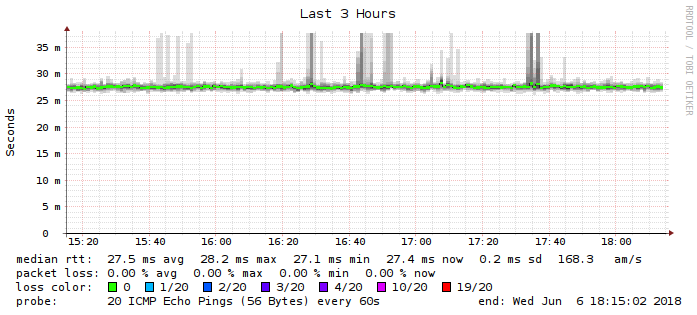 Last 3 Hours
RRDTOOL / TOBI OETIKER
Seconds
35 m
30 m
25 m
20 m
15 m
10 m
5 m
0
15:20 15:40 16:00 16:20 16:40 17:00 17:20 17:40 18:00
median rtt: 27.5 ms avg 28.2 ms max 27.1 ms min 27.4 ms now 0.2 ms sd 168.3 am/s
packet loss: 0.00 % avg 0.00 % max 0.00 % min 0.00 % now
loss color: 0 1/20 2/20 3/20 4/20 10/20 19/20
probe: 20 ICMP Echo Pings (56 Bytes) every 60s end: Wed Jun 6 18:15:02 2018